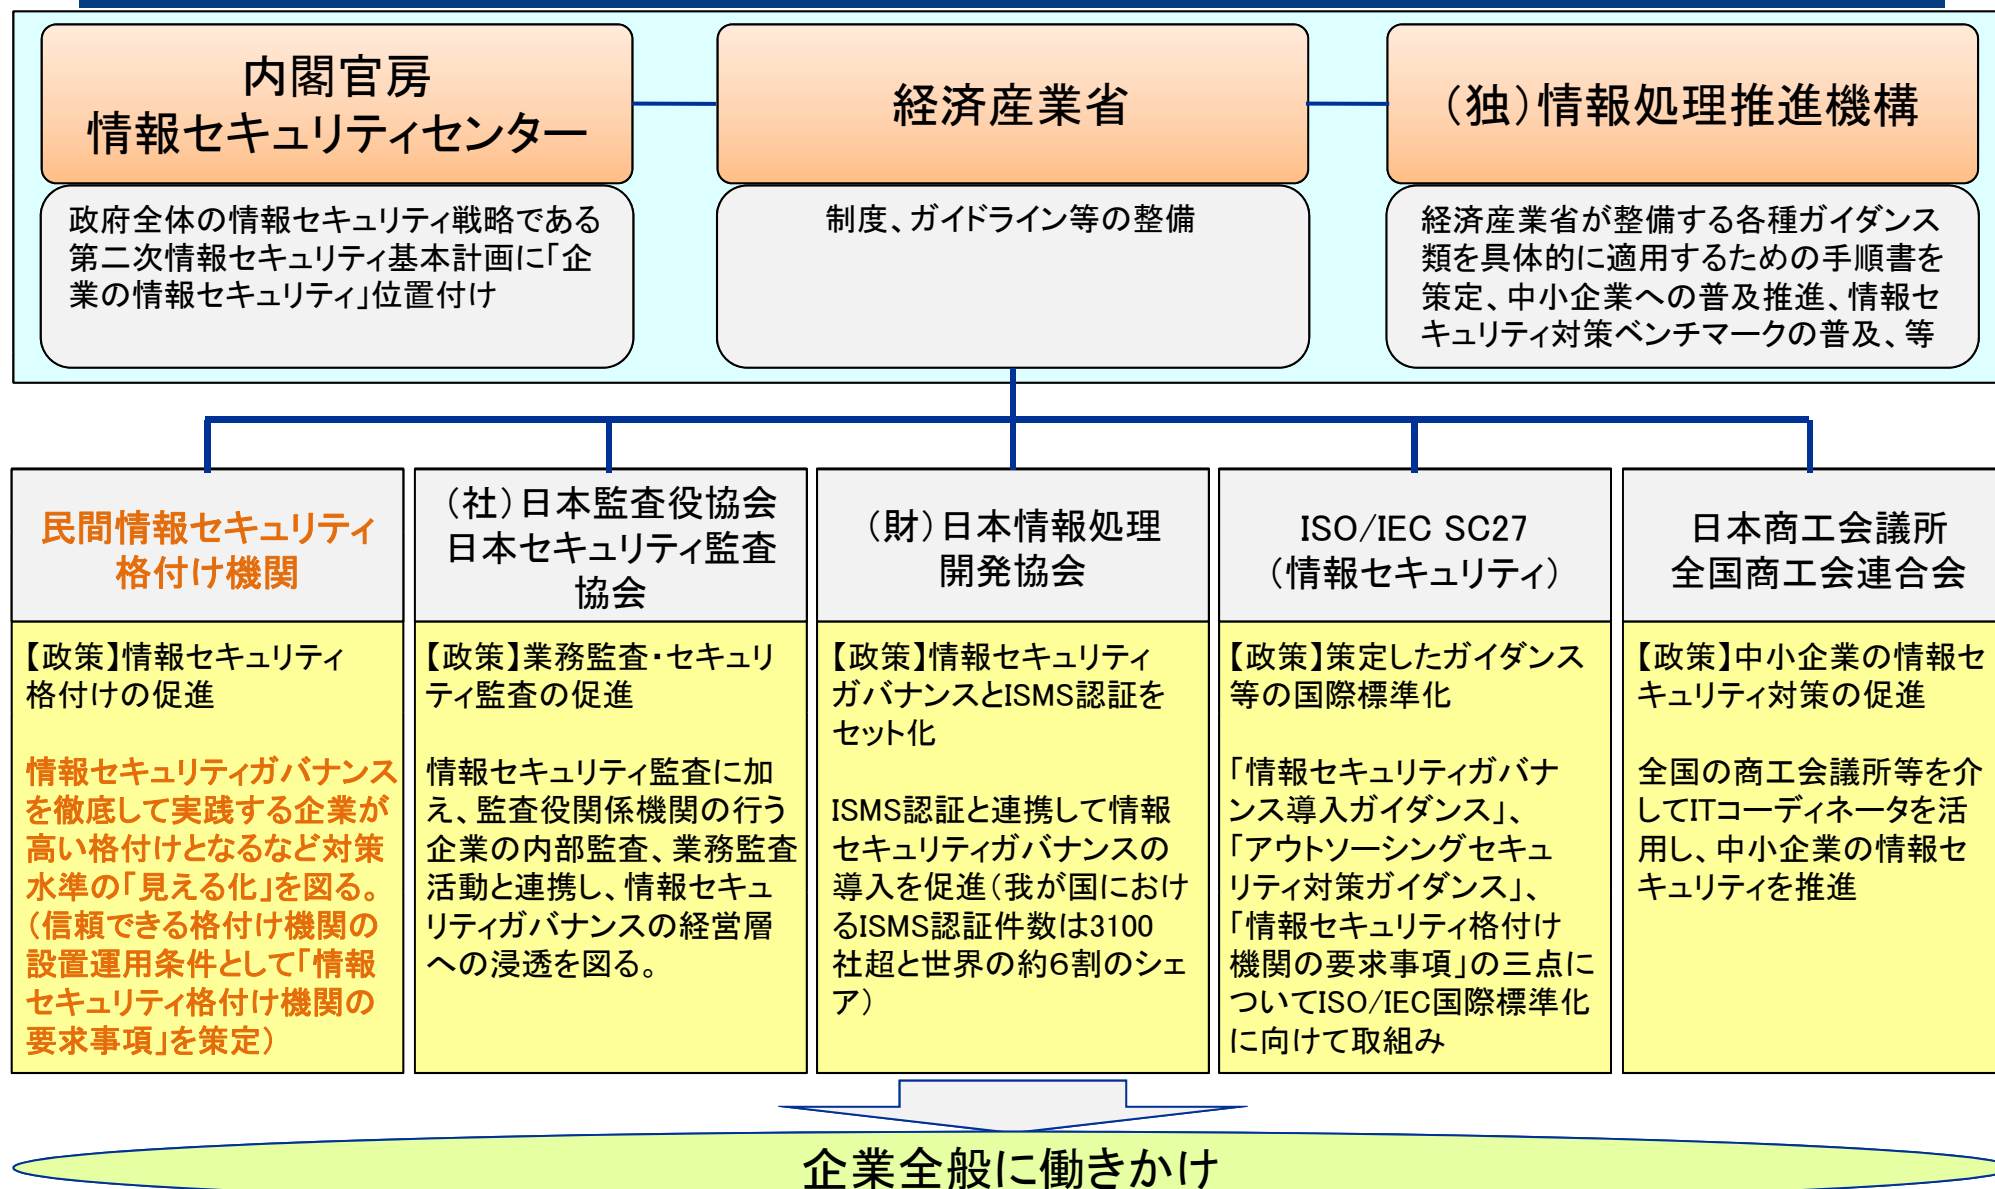 内閣官房
情報セキュリティセンター
経済産業省
（独）情報処理推進機構
政府全体の情報セキュリティ戦略である
第二次情報セキュリティ基本計画に「企
業の情報セキュリティ」位置付け
制度、ガイドライン等の整備
経済産業省が整備する各種ガイダンス
類を具体的に適用するための手順書を
策定、中小企業への普及推進、情報セ
キュリティ対策ベンチマークの普及、等
民間情報セキュリティ
格付け機関
（社）日本監査役協会
日本セキュリティ監査
協会
（財）日本情報処理
開発協会
ISO/IEC SC27
（情報セキュリティ）
日本商工会議所
全国商工会連合会
【政策】情報セキュリティ
格付けの促進
情報セキュリティガバナンス
を徹底して実践する企業が
高い格付けとなるなど対策
水準の「見える化」を図る。
（信頼できる格付け機関の
設置運用条件として「情報
セキュリティ格付け機関の
要求事項」を策定）
【政策】業務監査・セキュリ
ティ監査の促進
情報セキュリティ監査に加
え、監査役関係機関の行う
企業の内部監査、業務監査
活動と連携し、情報セキュ
リティガバナンスの経営層
への浸透を図る。
【政策】情報セキュリティ
ガバナンスとISMS認証を
セット化
ISMS認証と連携して情報
セキュリティガバナンスの
導入を促進（我が国におけ
るISMS認証件数は3100
社超と世界の約６割のシェ
ア）
【政策】策定したガイダンス
等の国際標準化
「情報セキュリティガバナ
ンス導入ガイダンス」、
「アウトソーシングセキュ
リティ対策ガイダンス」、
「情報セキュリティ格付け
機関の要求事項」の三点に
ついてISO/IEC国際標準化
に向けて取組み
【政策】中小企業の情報セ
キュリティ対策の促進
全国の商工会議所等を介
してITコーディネータを活
用し、中小企業の情報セ
キュリティを推進
企業全般に働きかけ